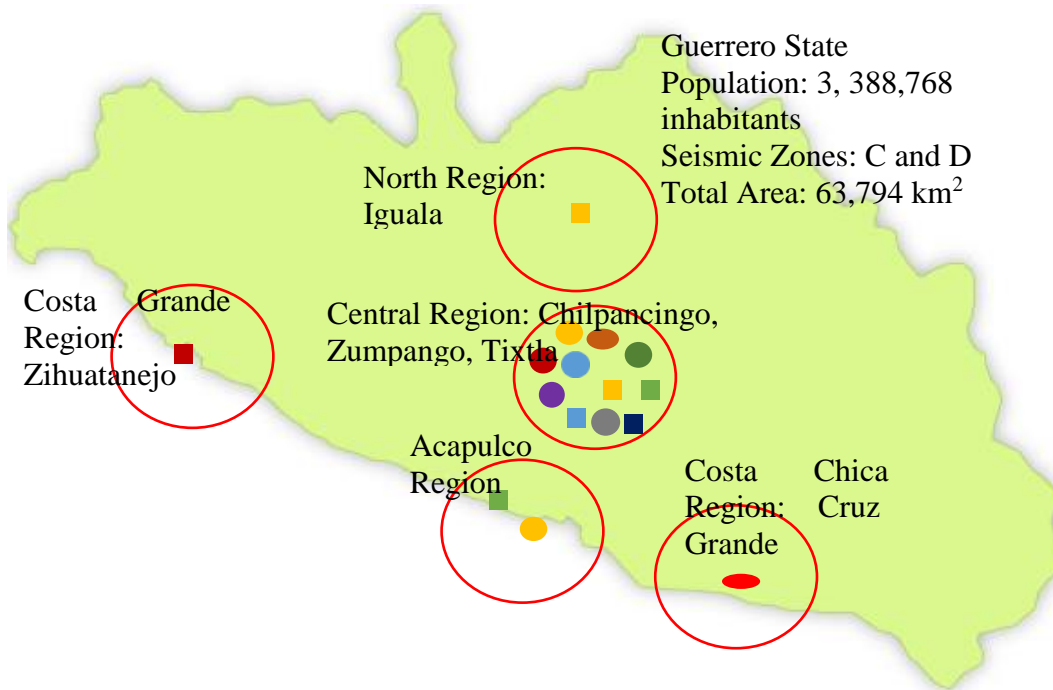 Guerrero State
Population: 3, 388,768
inhabitants
Seismic Zones: C and D
Total Area: 63,794 km²
North Region:
Iguala
Costa Grande
Region:
Zihuatanejo
Central Region: Chilpancingo,
Zumpango, Tixtla
Acapulco
Region
Costa Chica
Region: Cruz
Grande